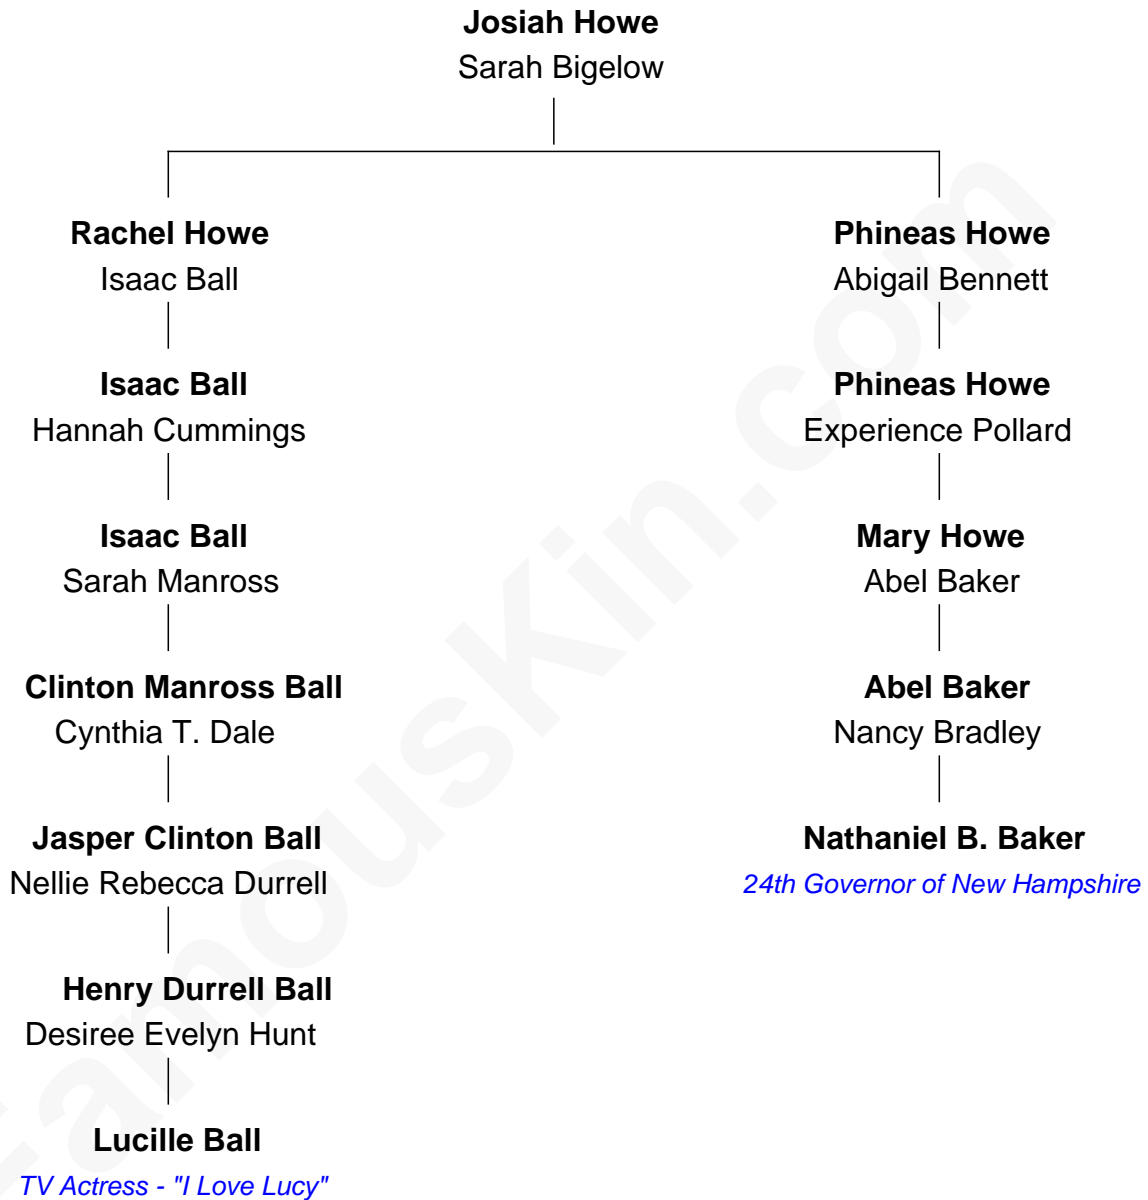 Josiah Howe
Sarah Bigelow
Rachel Howe
Isaac Ball
Isaac Ball
Hannah Cummings
Isaac Ball
Sarah Manross
Clinton Manross Ball
Cynthia T. Dale
Jasper Clinton Ball
Nellie Rebecca Durrell
Henry Durrell Ball
Desiree Evelyn Hunt
Lucille Ball
TV Actress - "I Love Lucy"
Phineas Howe
Abigail Bennett
Phineas Howe
Experience Pollard
Mary Howe
Abel Baker
Abel Baker
Nancy Bradley
Nathaniel B. Baker
24th Governor of New Hampshire
FamousKin.com